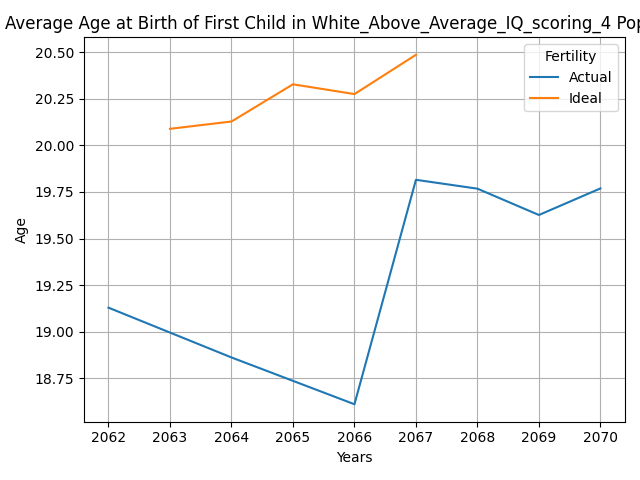 Average Age at Birth of First Child in White_Above_Average_IQ_scoring_4 Pop
Fertility
Actual
Ideal
20.50
20.25
20.00
19.75
19.50
19.25
19.00
18.75
Age
2062 2063 2064 2065 2066 2067 2068 2069 2070
Years